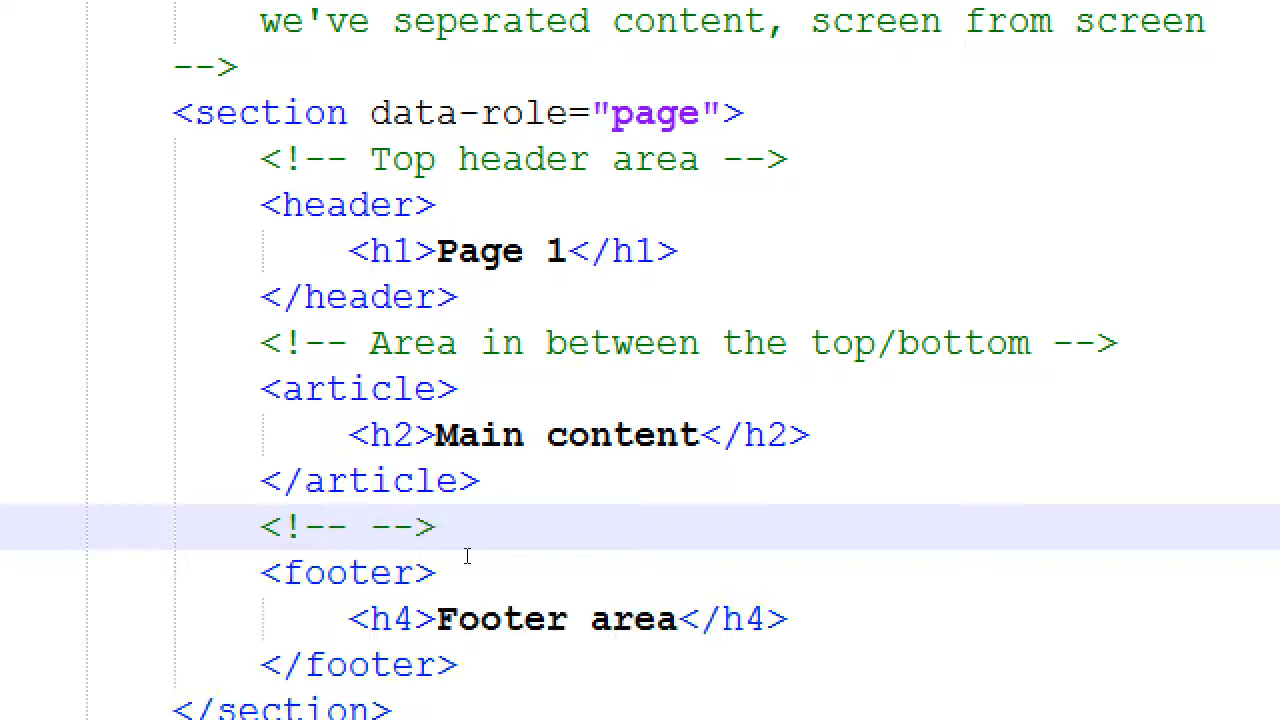 we've seperated content, screen from screen
-->
<section data-role="page">
<!-- Top header area -->
<header>
<h1>Page 1</h1>
</header>
<!-- Area in between the top/bottom -->
<article>
<h2>Main content</h2>
</article>
<!-- -->
<footer>
<h4>Footer area</h4>
</footer>
</section>